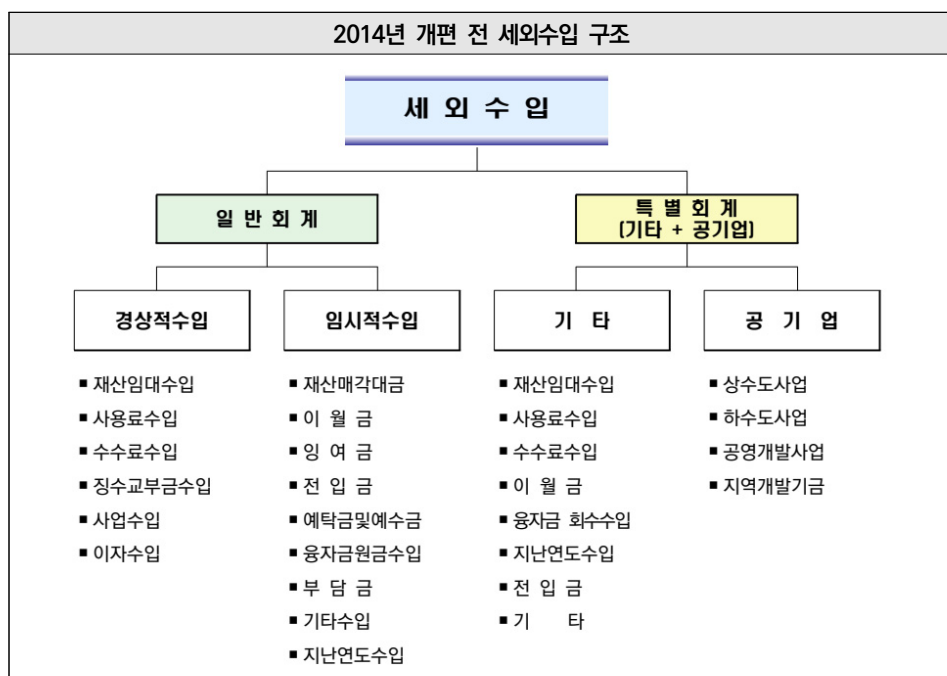 2014년 개편 전 세외수입 구조
세 외 수 입
일 반 회 계
특 별 회 계
(기타 + 공기업)
경상적수입
임시적수입
기 타
공 기 업
▪ 재산임대수입
▪ 사용료수입
▪ 수수료수입
▪ 징수교부금수입
▪ 사업수입
▪ 이자수입
▪ 재산매각대금
▪ 이 월 금
▪ 잉 여 금
▪ 전 입 금
▪ 예탁금및예수금
▪ 융자금원금수입
▪ 부 담 금
▪ 기타수입
▪ 지난연도수입
▪ 재산임대수입
▪ 사용료수입
▪ 수수료수입
▪ 이 월 금
▪ 융자금 회수수입
▪ 지난연도수입
▪ 전 입 금
▪ 기 타
▪ 상수도사업
▪ 하수도사업
▪ 공영개발사업
▪ 지역개발기금